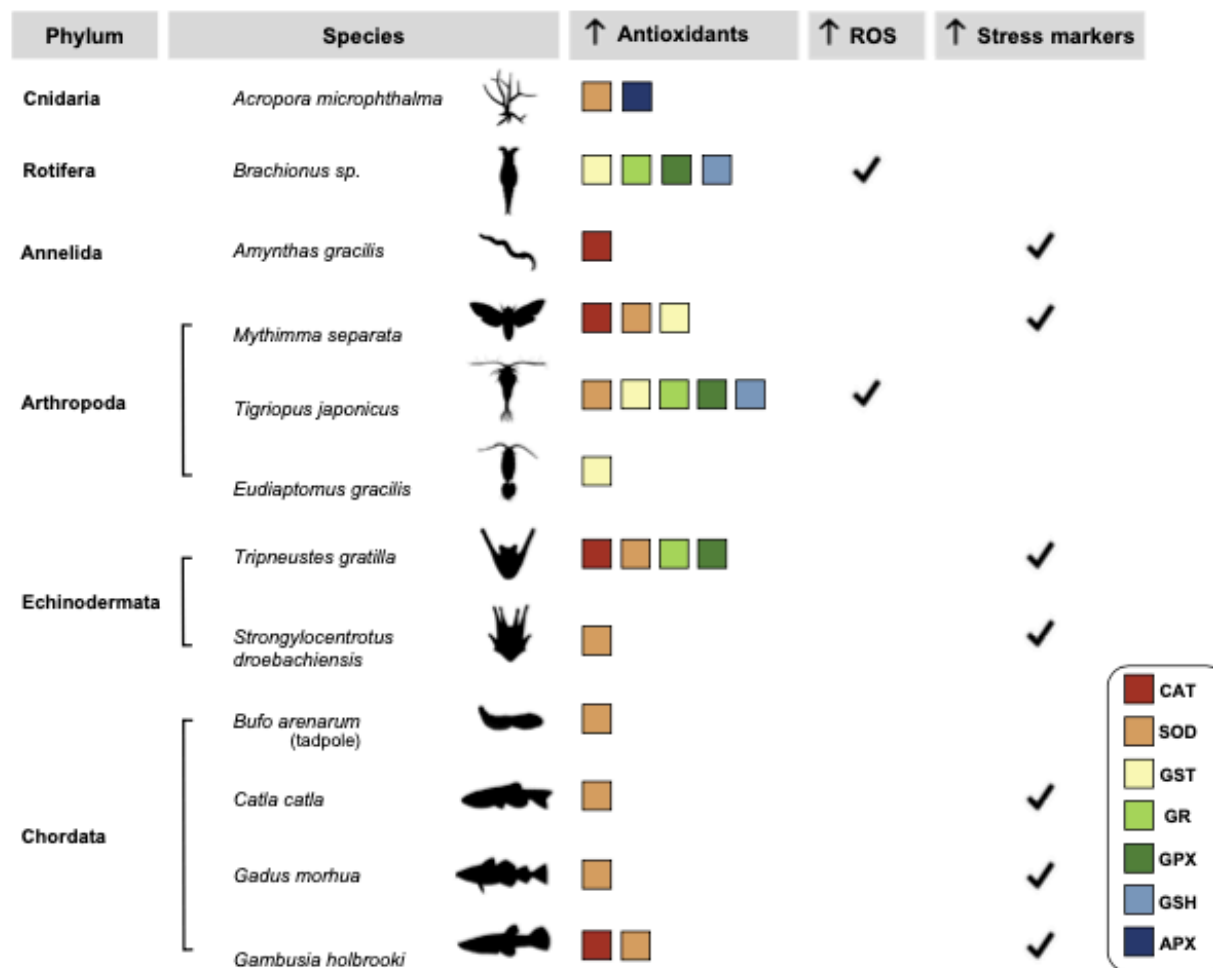 Phylum Species ↑ Antioxidants ↑ ROS ↑ Stress markers
Cnidaria Acropora microphthalma
Rotifera Brachionus sp.
Annelida Amynthas gracilis
Mythimma separata
Arthropoda Tigriopus japonicus
Eudiaptomus gracilis
Tripneustes gratilla
Echinodermata
Strongylocentrotus
droebachiensis
Bufo arenarum
(tadpole)
Catla catla
Chordata
Gadus morhua
Gambusia holbrooki
CAT
SOD
GST
GR
GPX
GSH
APX